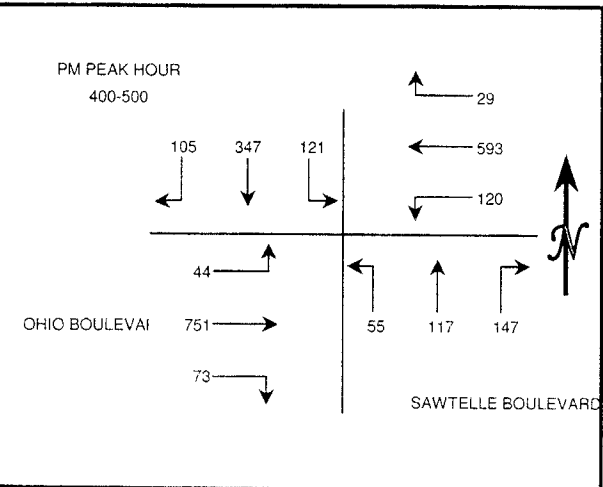 PM PEAK HOUR
400-500
29
105 347 121
593
120
N
44
OHIO BOULEVAI 751
55 117 147
73
SAWTELLE BOULEVARD